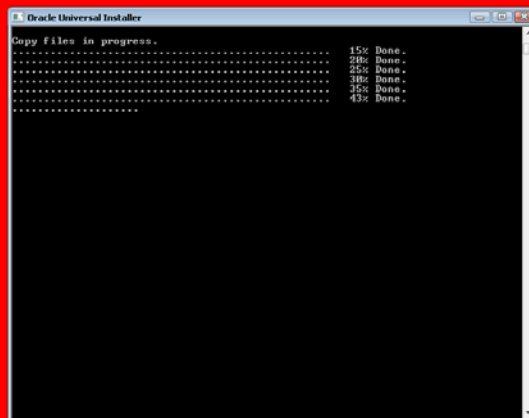 Oracle Universal Installer
Copy files in progress.
.................................................. 15% Done.
.................................................. 20% Done.
.................................................. 25% Done.
.................................................. 30% Done.
.................................................. 35% Done.
.................................................. 43% Done.
....................